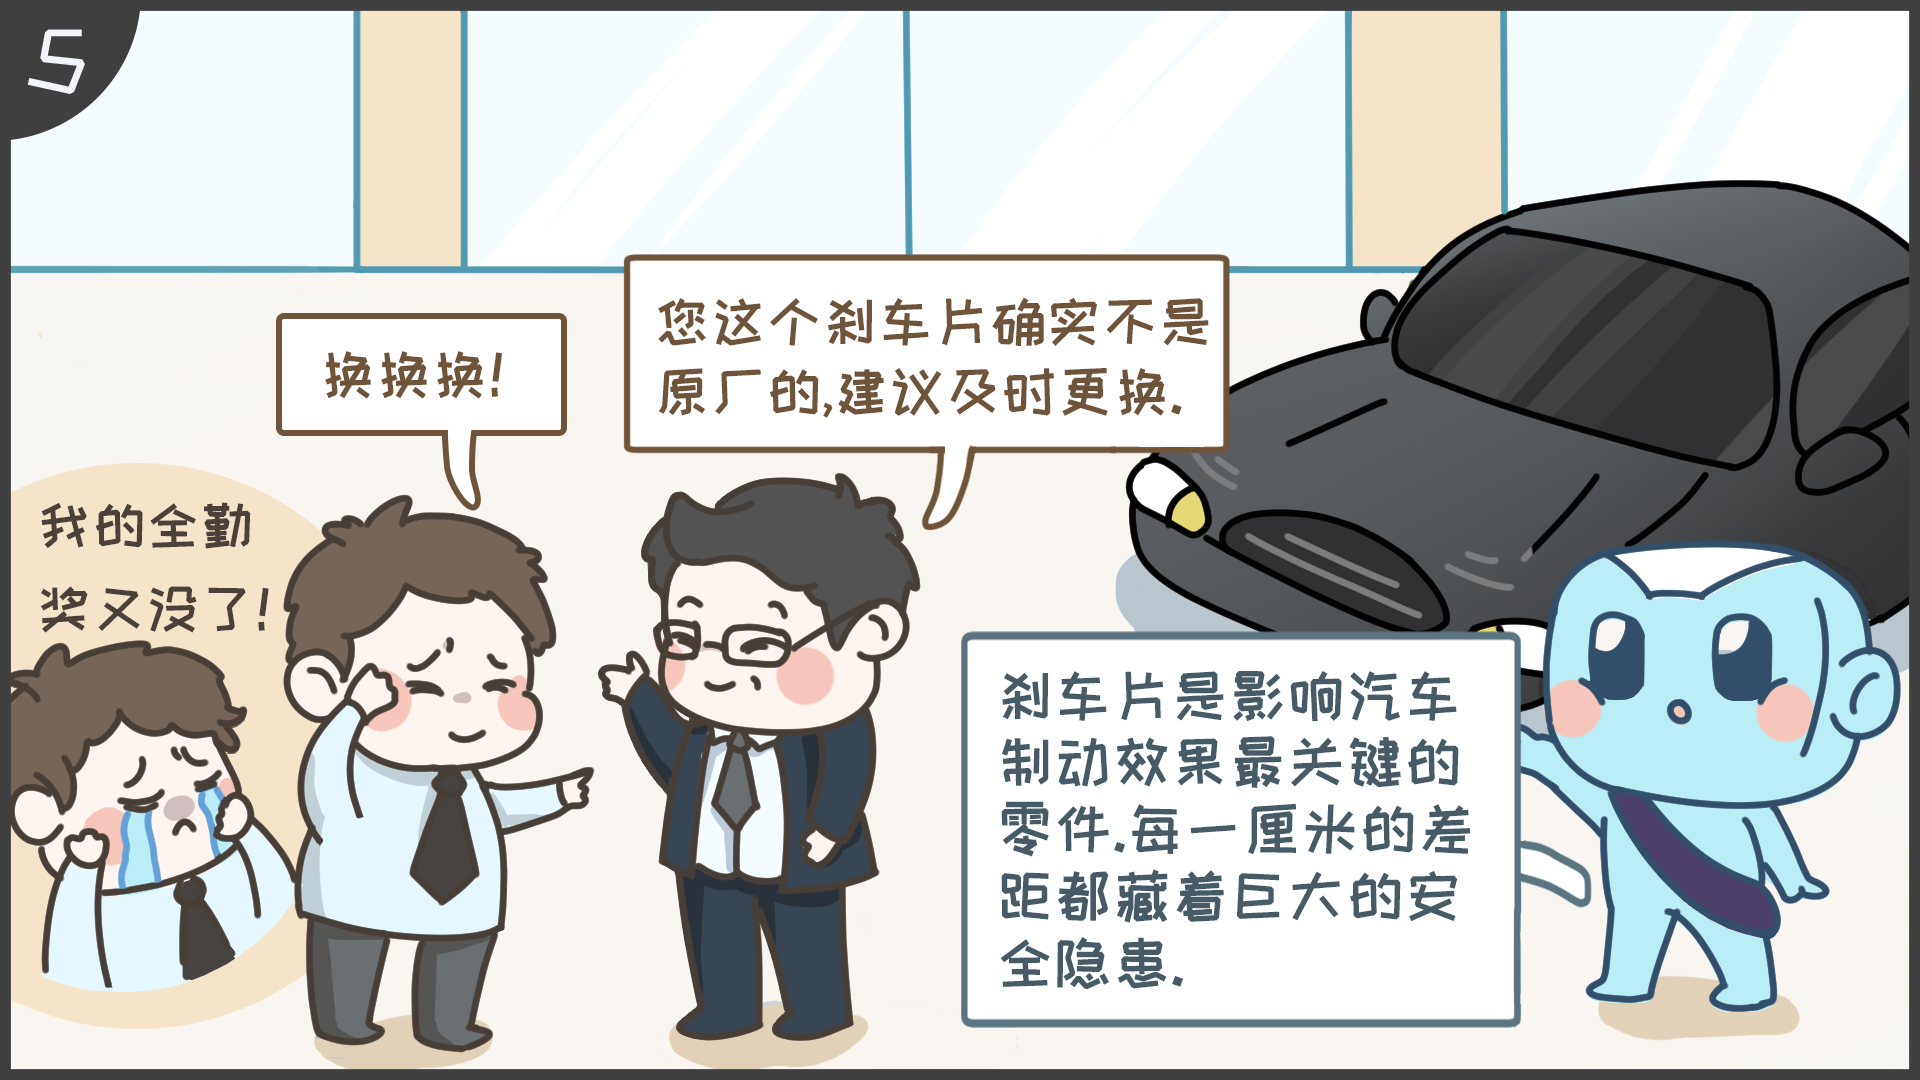 5
换换换!
您这个刹车片确实不是
原厂的,建议及时更换.
我的全勤
奖又没了!
刹车片是影响汽车
制动效果最关键的
零件.每一厘米的差
距都藏着巨大的安
全隐患.